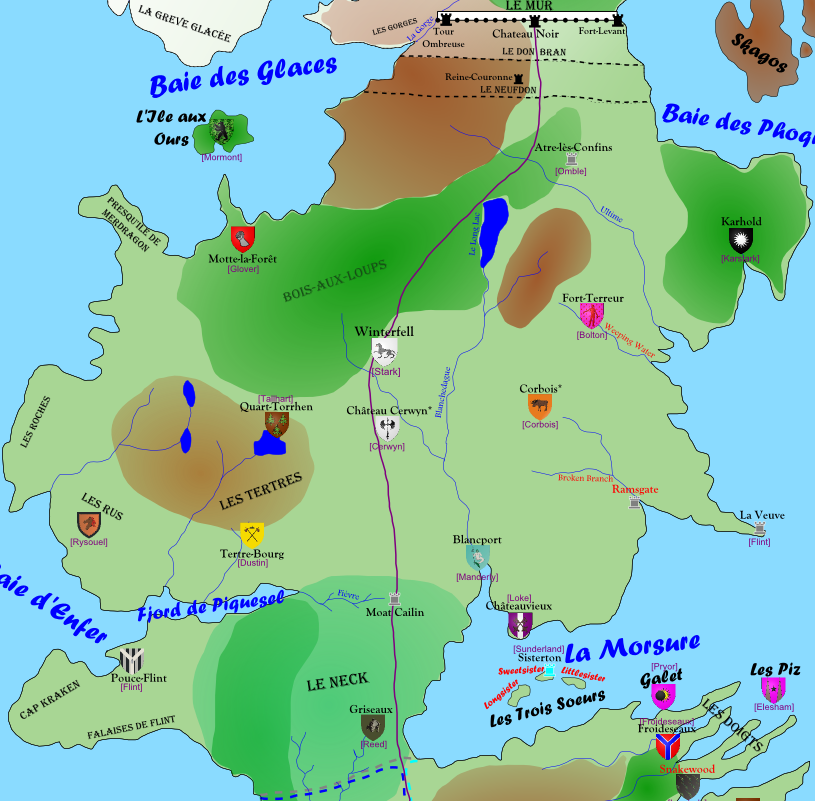 LE MUR
LA GREVE GLACÉE
LES GORGES
La Gorge
Tour
Ombreuse
Chateau Noir
Fort-Levant
Skagos
LE DON BRAN
Baie des Glaces
Reine-Couronne
LE NEUFDON
L'Ile aux
Ours
[Mormont]
Baie des Phoq
Atre-lès-Confins
[Omble]
PRESQU'ILE DE
MERDRAGON
Ultime
Karhold
[Karstark]
Le Long Lac
Motte-la-Forêt
[Glover]
BOIS-AUX-LOUPS
Fort-Terreur
[Bolton]
Weeping Water
Winterfell
[Stark]
Blanchedague
LES ROCHES
[Tallhart]
Quart-Torrhen
Château Cerwyn*
[Cerwyn]
Corbois*
[Corbois]
LES TERTRES
Broken Branch
Ramsgate
LES RUS
[Rysouel]
La Veuve
[Flint]
Tertre-Bourg
[Dustin]
Blancport
[Manderly]
aie d'Enfer
Fjord de Piquesel
Fièvre
Moat Cailin
[Loke]
Châteauvieux
[Sunderland]
Sisterton
La Morsure
Sweetsister
Littlesister
Longsister
Les Trois Soeurs
[Pryor]
Galet
Les Piz
[Elesham]
Pouce-Flint
[Flint]
CAP KRAKEN
FALAISES DE FLINT
LE NECK
Griseaux
[Reed]
[Froideseaux]
Froideseaux
LES DOIGTS
Snakewood